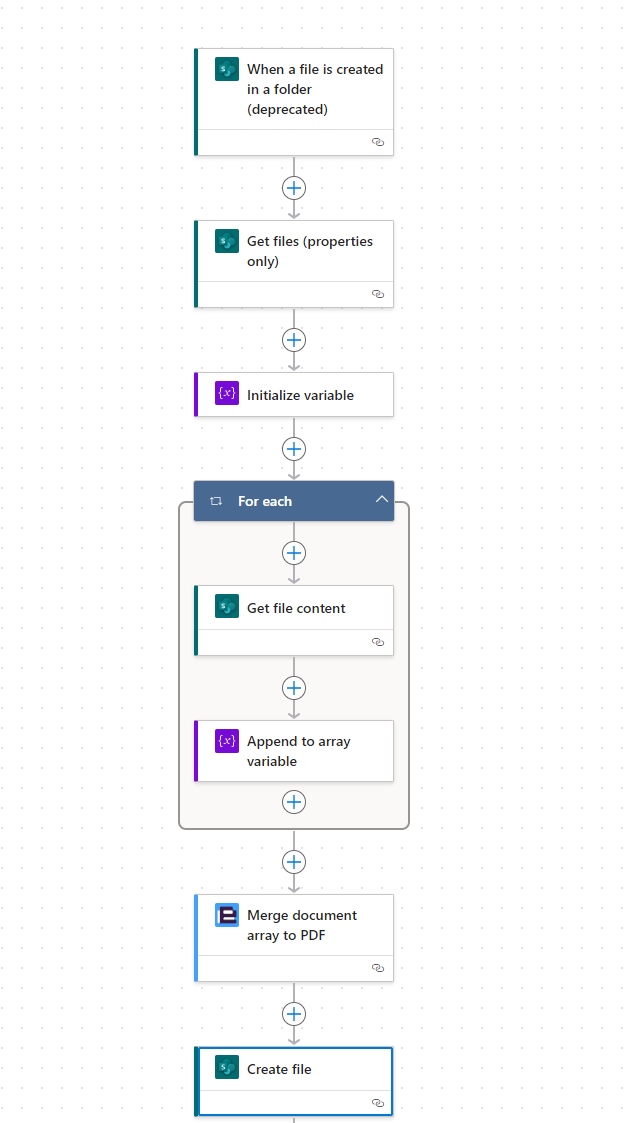 When a file is created
in a folder
(deprecated)
Get files (properties
only)
{x} Initialize variable
For each
Get file content
{x} Append to array
variable
Merge document
array to PDF
Create file